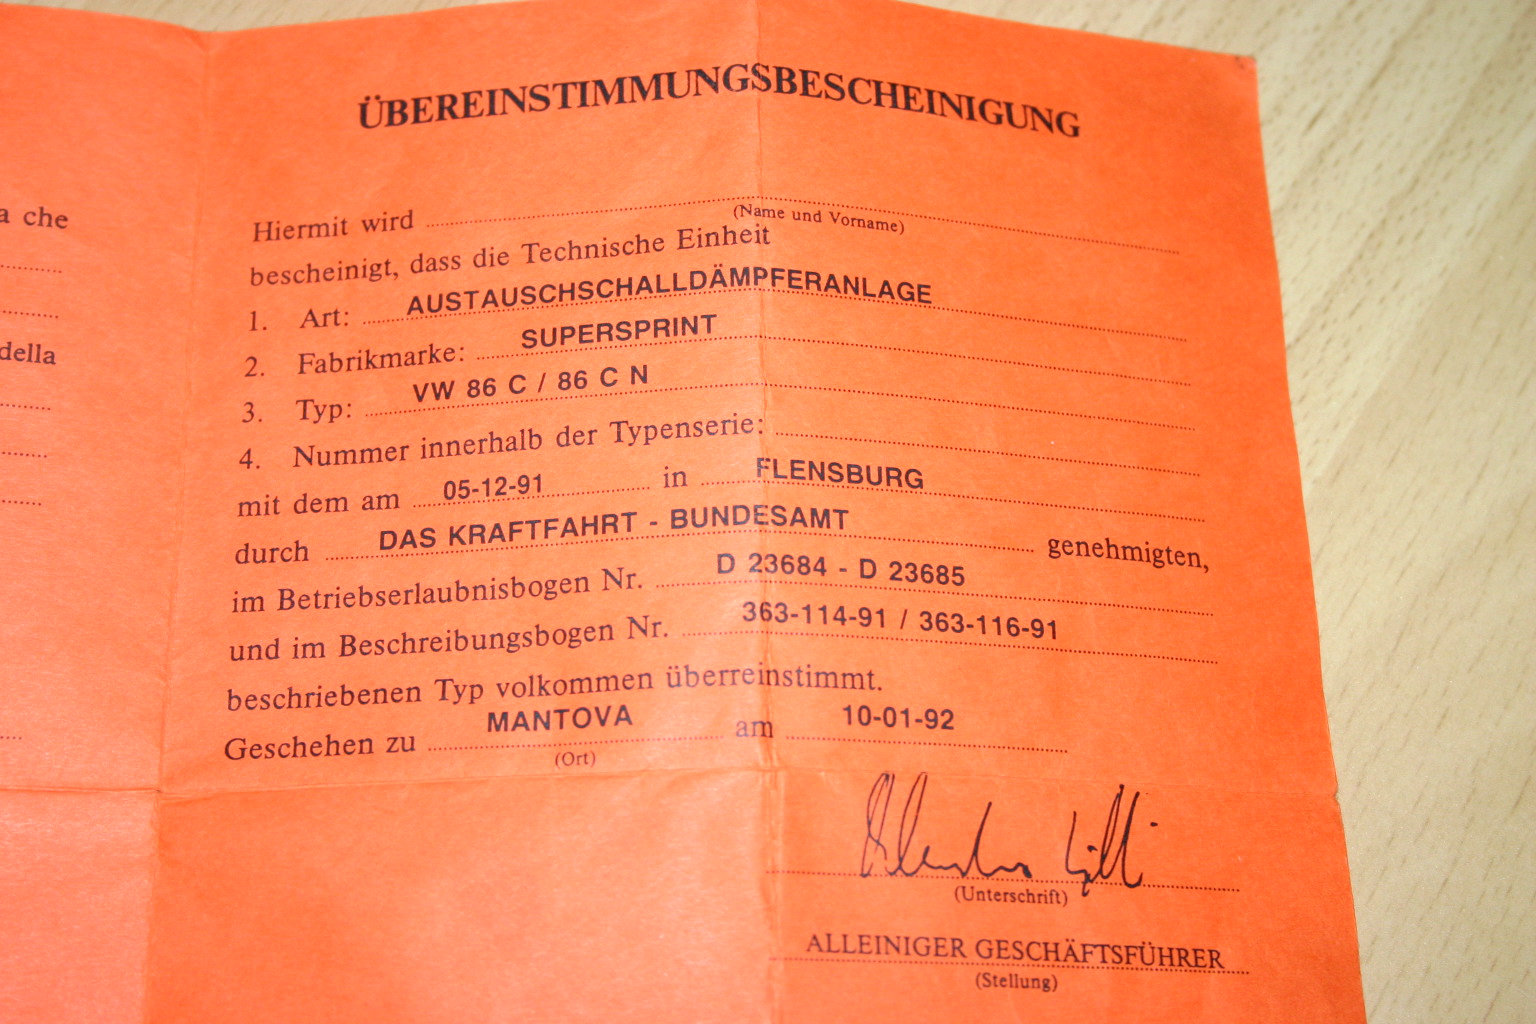 ÜBEREINSTIMMUNGSBESCHEINIGUNG
Hiermit wird
(Name und Vorname)
bescheinigt, dass die Technische Einheit
1. Art: AUSTAUSCHSCHALLDÄMPFERANLAGE
2. Fabrikmarke: SUPERSPRINT
3. Typ: VW 86 C / 86 C N
4. Nummer innerhalb der Typenserie:
mit dem am 05-12-91 in FLENSBURG
durch DAS KRAFTFAHRT - BUNDESAMT genehmigten,
im Betriebserlaubnisbogen Nr. D 23684 - D 23685
und im Beschreibungsbogen Nr. 363-114-91 / 363-116-91
beschriebenen Typ volkommen überreinstimmt.
Geschehen zu MANTOVA am 10-01-92
(Ort)
(Unterschrift)
ALLEINIGER GESCHÄFTSFÜHRER
(Stellung)
che
della